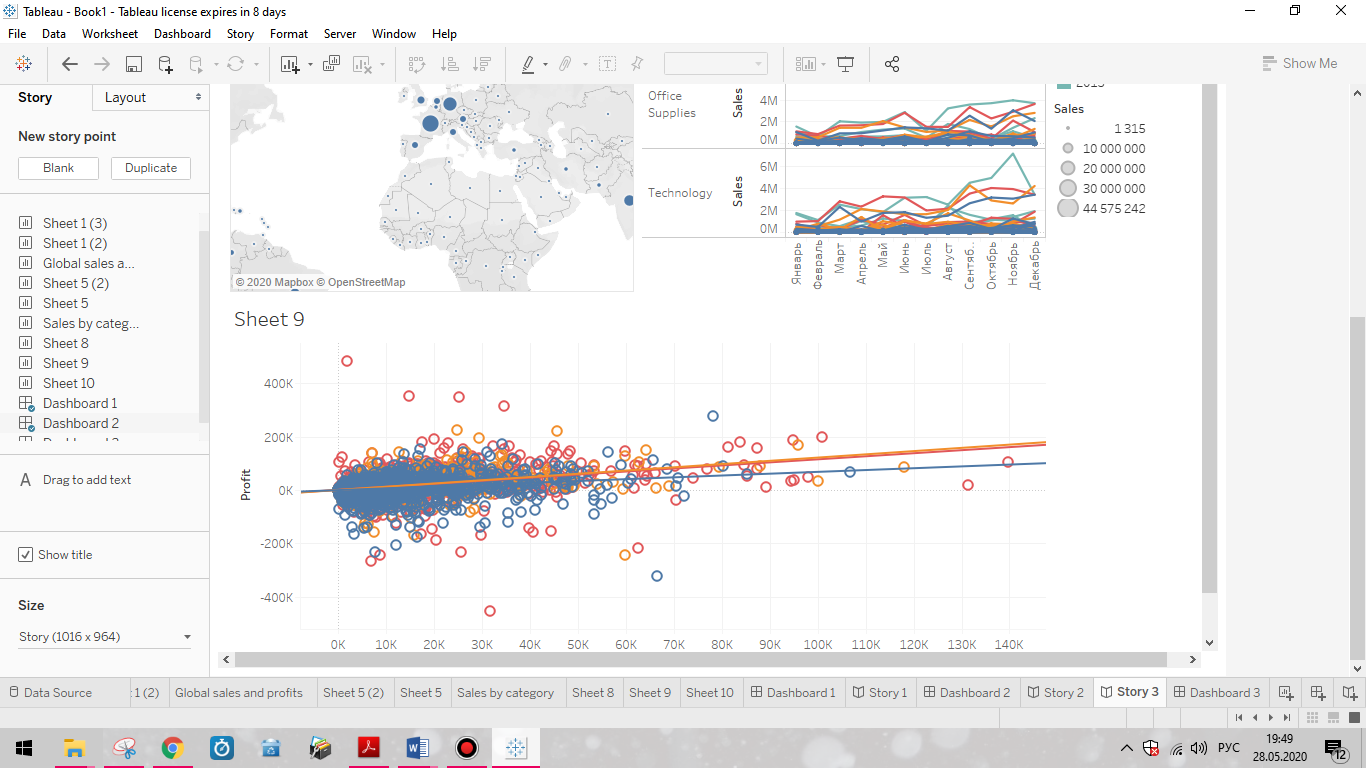 Tableau - Book1 - Tableau license expires in 8 days
File Data Worksheet Dashboard Story Format Server Window Help
Show Me
Story Layout
New story point
Blank Duplicate
Sheet 1 (3)
Sheet 1 (2)
Global sales a...
Sheet 5 (2)
Sheet 5
Sales by categ...
Sheet 8
Sheet 9
Sheet 10
Dashboard 1
Dashboard 2
A Drag to add text
Show title
Size
Story (1016 x 964)
© 2020 Mapbox © OpenStreetMap
Office
Supplies
Sales
4M
2M
0M
Technology
Sales
6M
4M
2M
0M
Январь Февраль Март Апрель Май Июнь Июль Август Сентяб.. Октябрь Ноябрь Декабрь
2015
Sales
1 315
10 000 000
20 000 000
30 000 000
44 575 242
Sheet 9
Profit
400K
200K
0K
-200K
-400K
0K 10K 20K 30K 40K 50K 60K 70K 80K 90K 100K 110K 120K 130K 140K
Data Source 1 (2) Global sales and profits Sheet 5 (2) Sheet 5 Sales by category Sheet 8 Sheet 9 Sheet 10 Dashboard 1 Story 1 Dashboard 2 Story 2 Story 3 Dashboard 3
РУС
19:49
28.05.2020
12